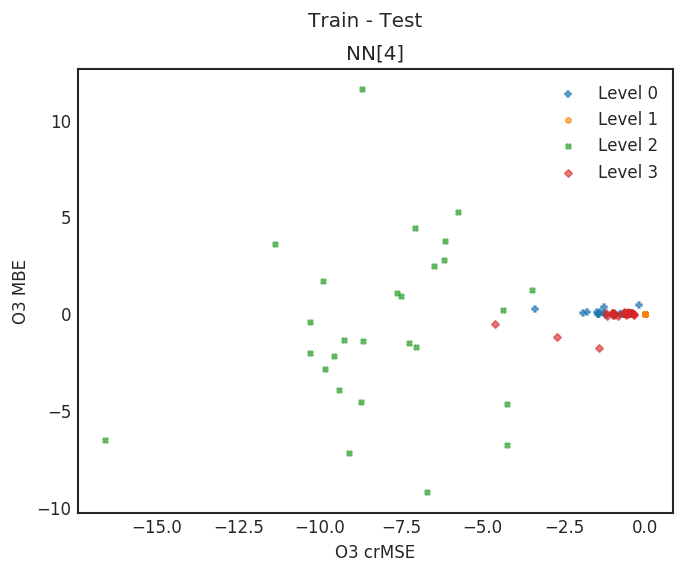 Train - Test
NN[4]
Level 0
Level 1
Level 2
Level 3
10
5
0
−5
−10
O3 MBE
−15.0 −12.5 −10.0 −7.5 −5.0 −2.5 0.0
O3 crMSE